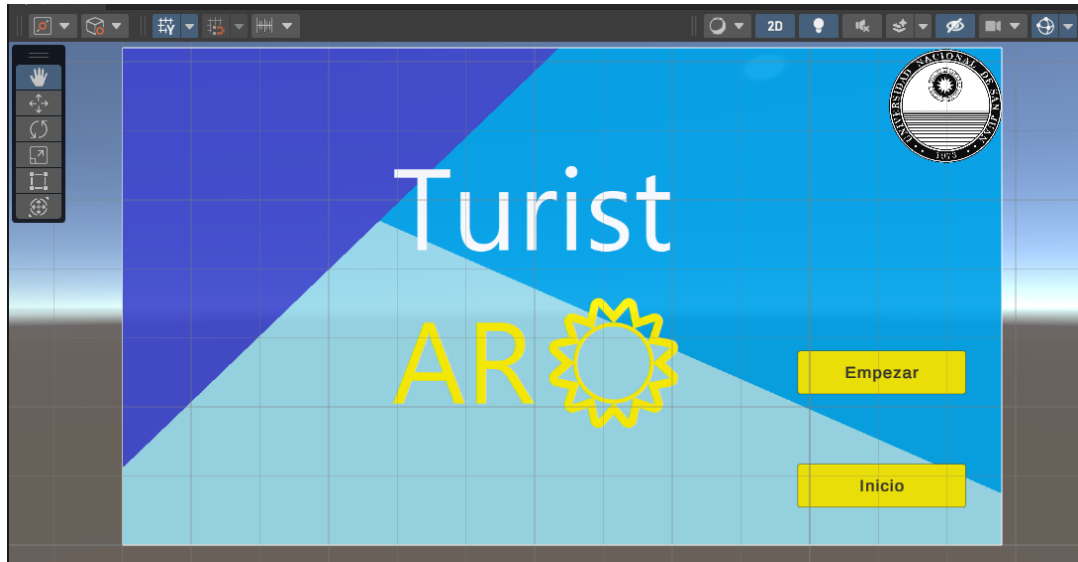 2D
UNIVERSIDAD NACIONAL DE SAN JUAN
1973
Turist
AR
Empezar
Inicio